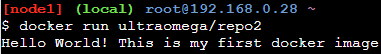 [node1] (local) root@192.168.0.28 ~
$ docker run ultraomega/repo2
Hello World! This is my first docker image